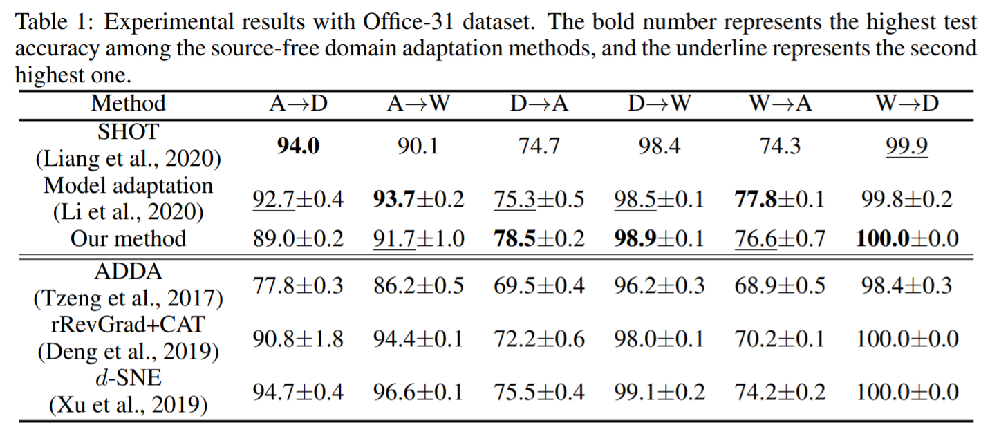 Table 1: Experimental results with Office-31 dataset. The bold number represents the highest test
accuracy among the source-free domain adaptation methods, and the underline represents the second
highest one.
Method A→D A→W D→A D→W W→A W→D
SHOT
(Liang et al., 2020) 94.0 90.1 74.7 98.4 74.3 99.9
Model adaptation
(Li et al., 2020) 92.7±0.4 93.7±0.2 75.3±0.5 98.5±0.1 77.8±0.1 99.8±0.2
Our method 89.0±0.2 91.7±1.0 78.5±0.2 98.9±0.1 76.6±0.7 100.0±0.0
ADDA
(Tzeng et al., 2017) 77.8±0.3 86.2±0.5 69.5±0.4 96.2±0.3 68.9±0.5 98.4±0.3
rRevGrad+CAT
(Deng et al., 2019) 90.8±1.8 94.4±0.1 72.2±0.6 98.0±0.1 70.2±0.1 100.0±0.0
d-SNE
(Xu et al., 2019) 94.7±0.4 96.6±0.1 75.5±0.4 99.1±0.2 74.2±0.2 100.0±0.0